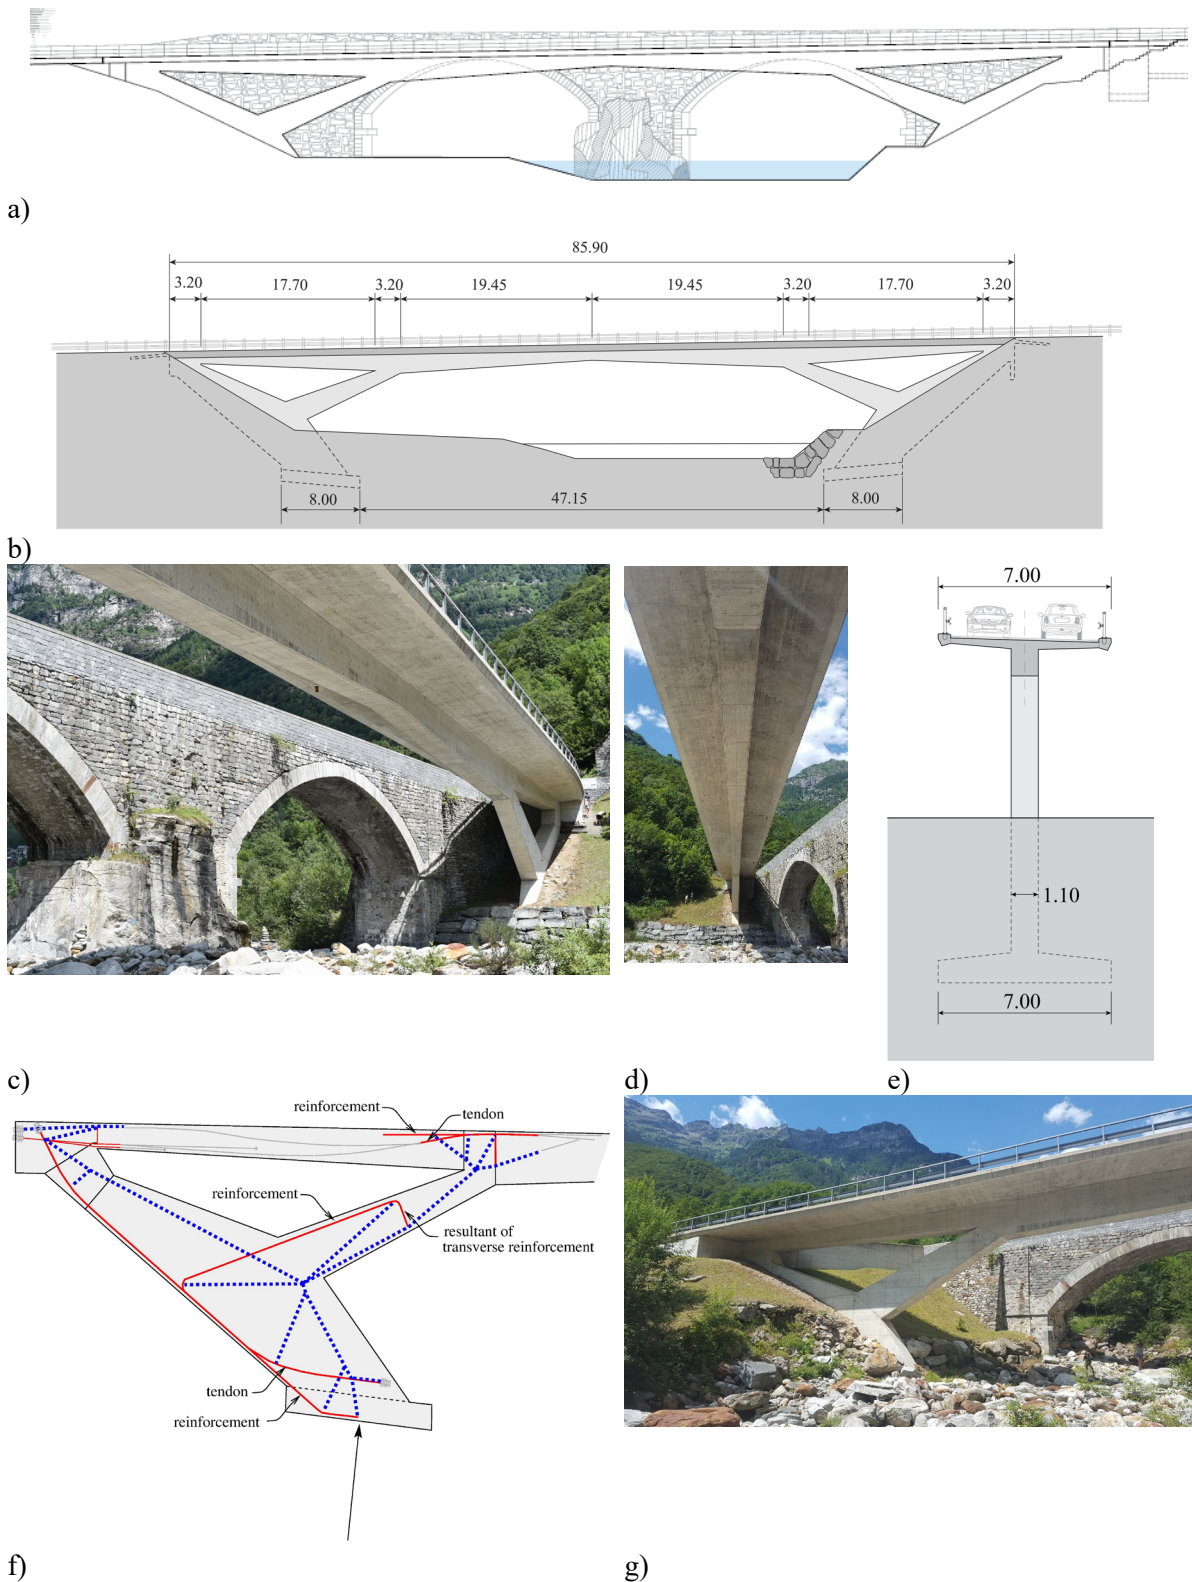 a)
85.90
3.20 17.70 3.20 19.45 19.45 3.20 17.70 3.20
8.00 47.15 8.00
b)
7.00
1.10
7.00
c) d) e)
reinforcement
tendon
reinforcement
resultant of
transverse reinforcement
tendon
reinforcement
f) g)